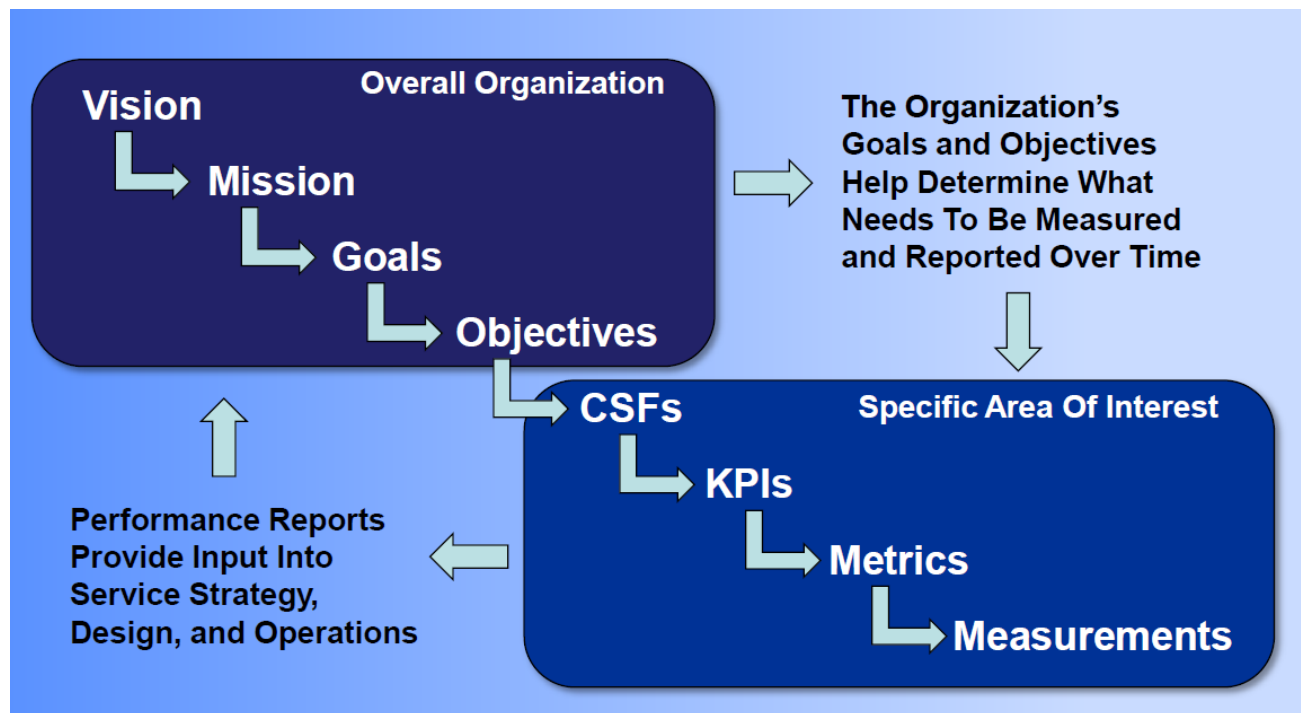 Overall Organization
Vision
Mission
Goals
Objectives
The Organization’s
Goals and Objectives
Help Determine What
Needs To Be Measured
and Reported Over Time
Specific Area Of Interest
CSFs
KPIs
Metrics
Measurements
Performance Reports
Provide Input Into
Service Strategy,
Design, and Operations